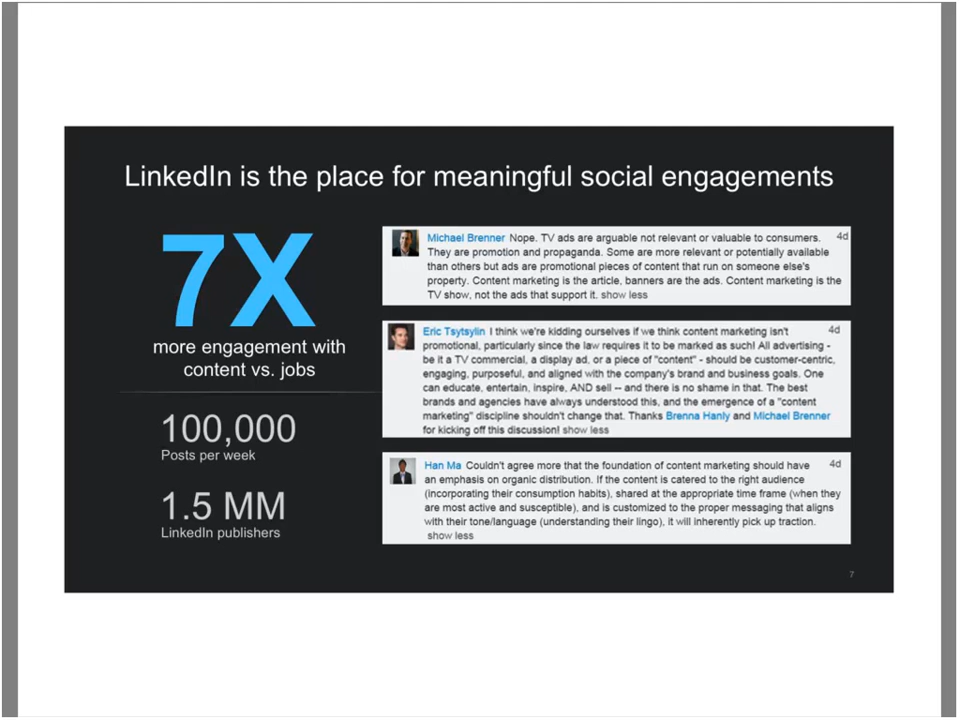 LinkedIn is the place for meaningful social engagements
7X
more engagement with
content vs. jobs
100,000
Posts per week
1.5 MM
LinkedIn publishers
Michael Brenner Nope. TV ads are arguable not relevant or valuable to consumers. 4d
They are promotion and propaganda. Some are more relevant or potentially available
than others but ads are promotional pieces of content that run on someone else's
property. Content marketing is the article, banners are the ads. Content marketing is the
TV show, not the ads that support it. show less
Eric Tsytsylin I think we're kidding ourselves if we think content marketing isn't 4d
promotional, particularly since the law requires it to be marked as such! All advertising -
be it a TV commercial, a display ad, or a piece of "content" - should be customer-centric,
engaging, purposeful, and aligned with the company's brand and business goals. One
can educate, entertain, inspire, AND sell -- and there is no shame in that. The best
brands and agencies have always understood this, and the emergence of a "content
marketing" discipline shouldn't change that. Thanks Brenna Hanly and Michael Brenner
for kicking off this discussion! show less
Han Ma Couldn't agree more that the foundation of content marketing should have 4d
an emphasis on organic distribution. If the content is catered to the right audience
(incorporating their consumption habits), shared at the appropriate time frame (when they
are most active and susceptible), and is customized to the proper messaging that aligns
with their tone/language (understanding their lingo), it will inherently pick up traction.
show less
7